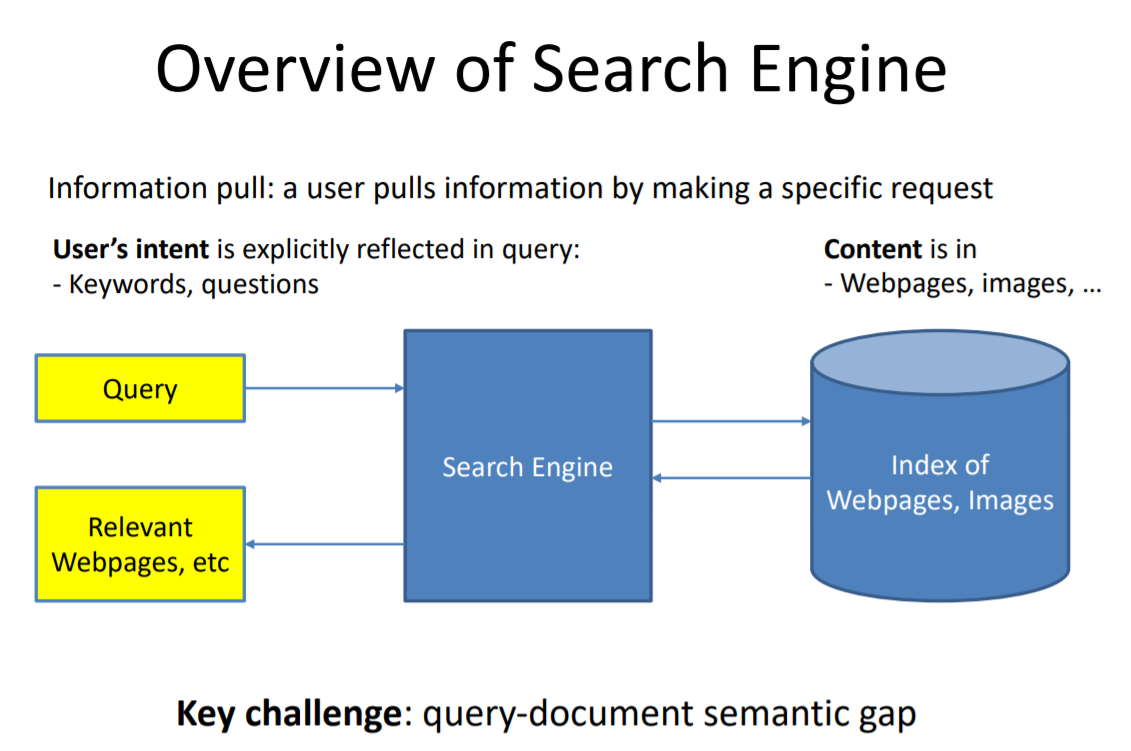 Overview of Search Engine
Information pull: a user pulls information by making a specific request
User's intent is explicitly reflected in query:
- Keywords, questions
Content is in
- Webpages, images, ...
Query
Search Engine
Index of
Webpages, Images
Relevant
Webpages, etc
Key challenge: query-document semantic gap